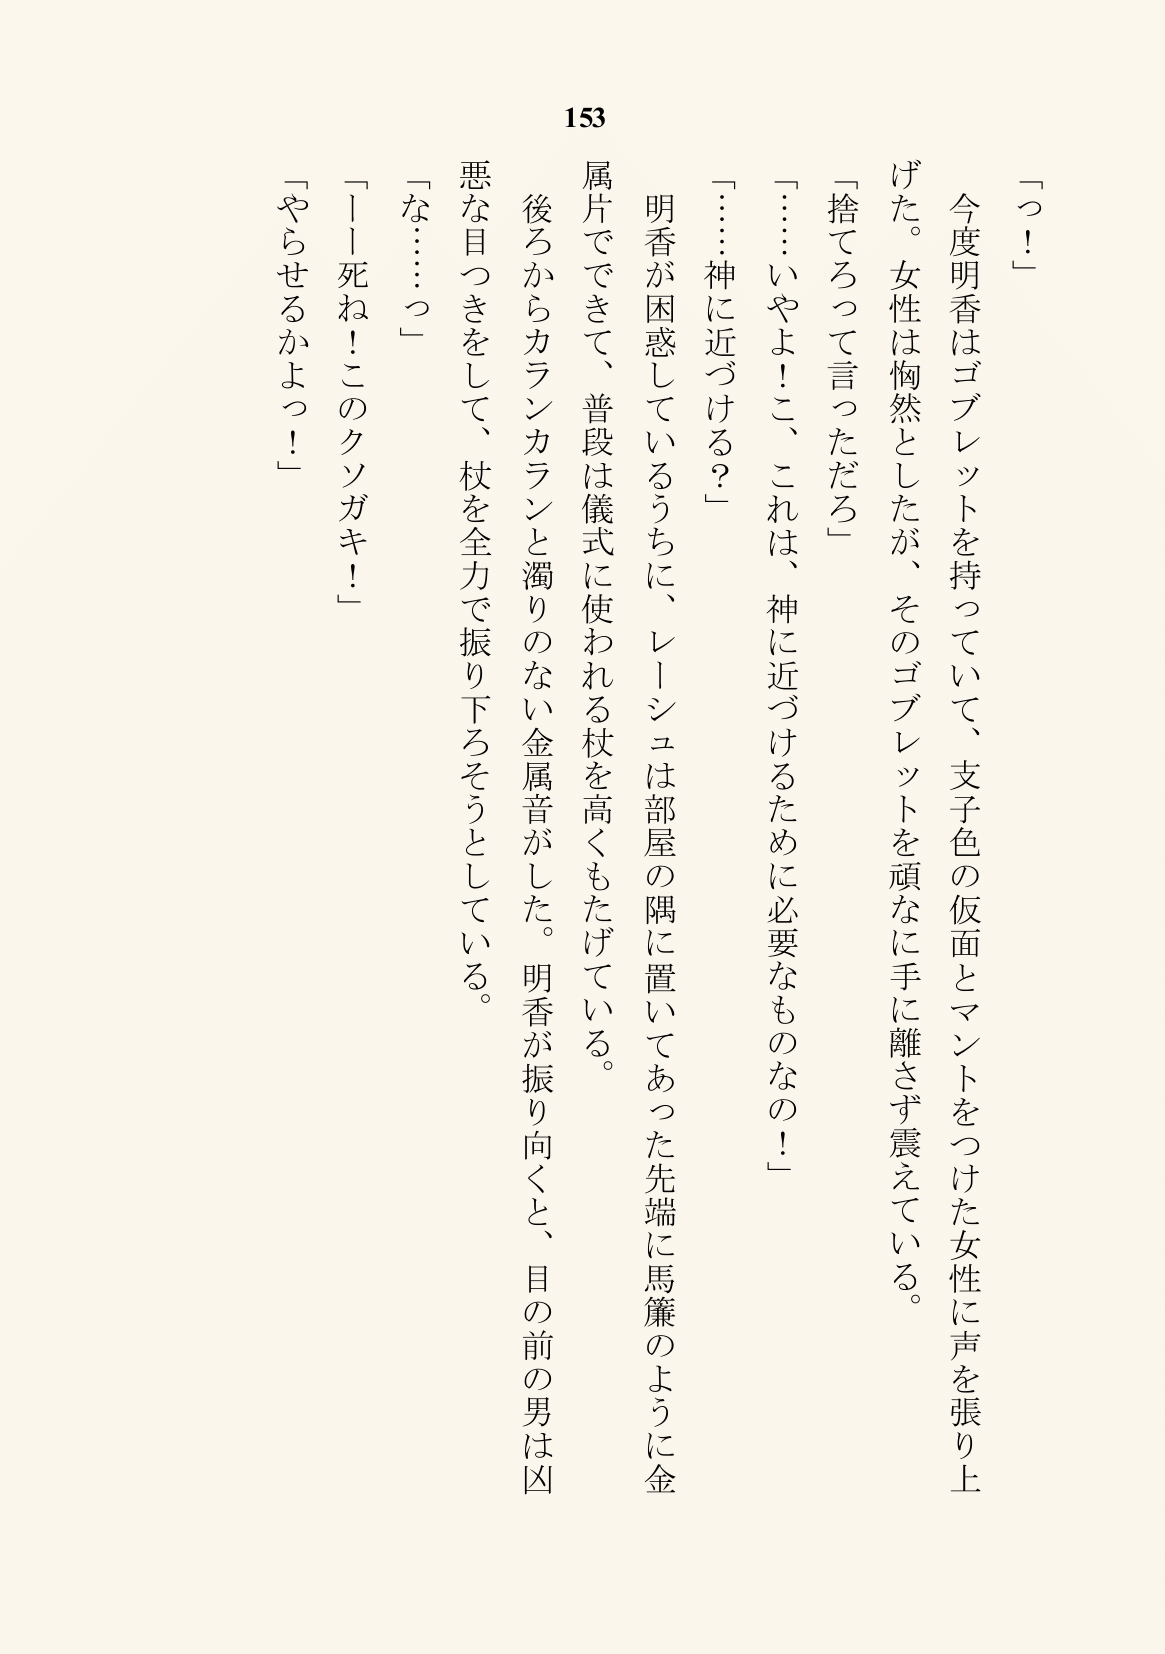 153
「っ！」
　今度明香はゴブレットを持っていて、支子色の仮面とマントをつけた女性に声を張り上
げた。女性は恟然としたが、そのゴブレットを頑なに手に離さず震えている。
「捨てろって言っただろ」
「……いやよ！こ、これは、神に近づけるために必要なものなの！」
「……神に近づける？」
　明香が困惑しているうちに、レーシュは部屋の隅に置いてあった先端に馬簾のように金
属片でできて、普段は儀式に使われる杖を高くもたげている。
　後ろからカランカランと濁りのない金属音がした。明香が振り向くと、目の前の男は凶
悪な目つきをして、杖を全力で振り下ろそうとしている。
「な……っ」
「ーー死ね！このクソガキ！」
「やらせるかよっ！」